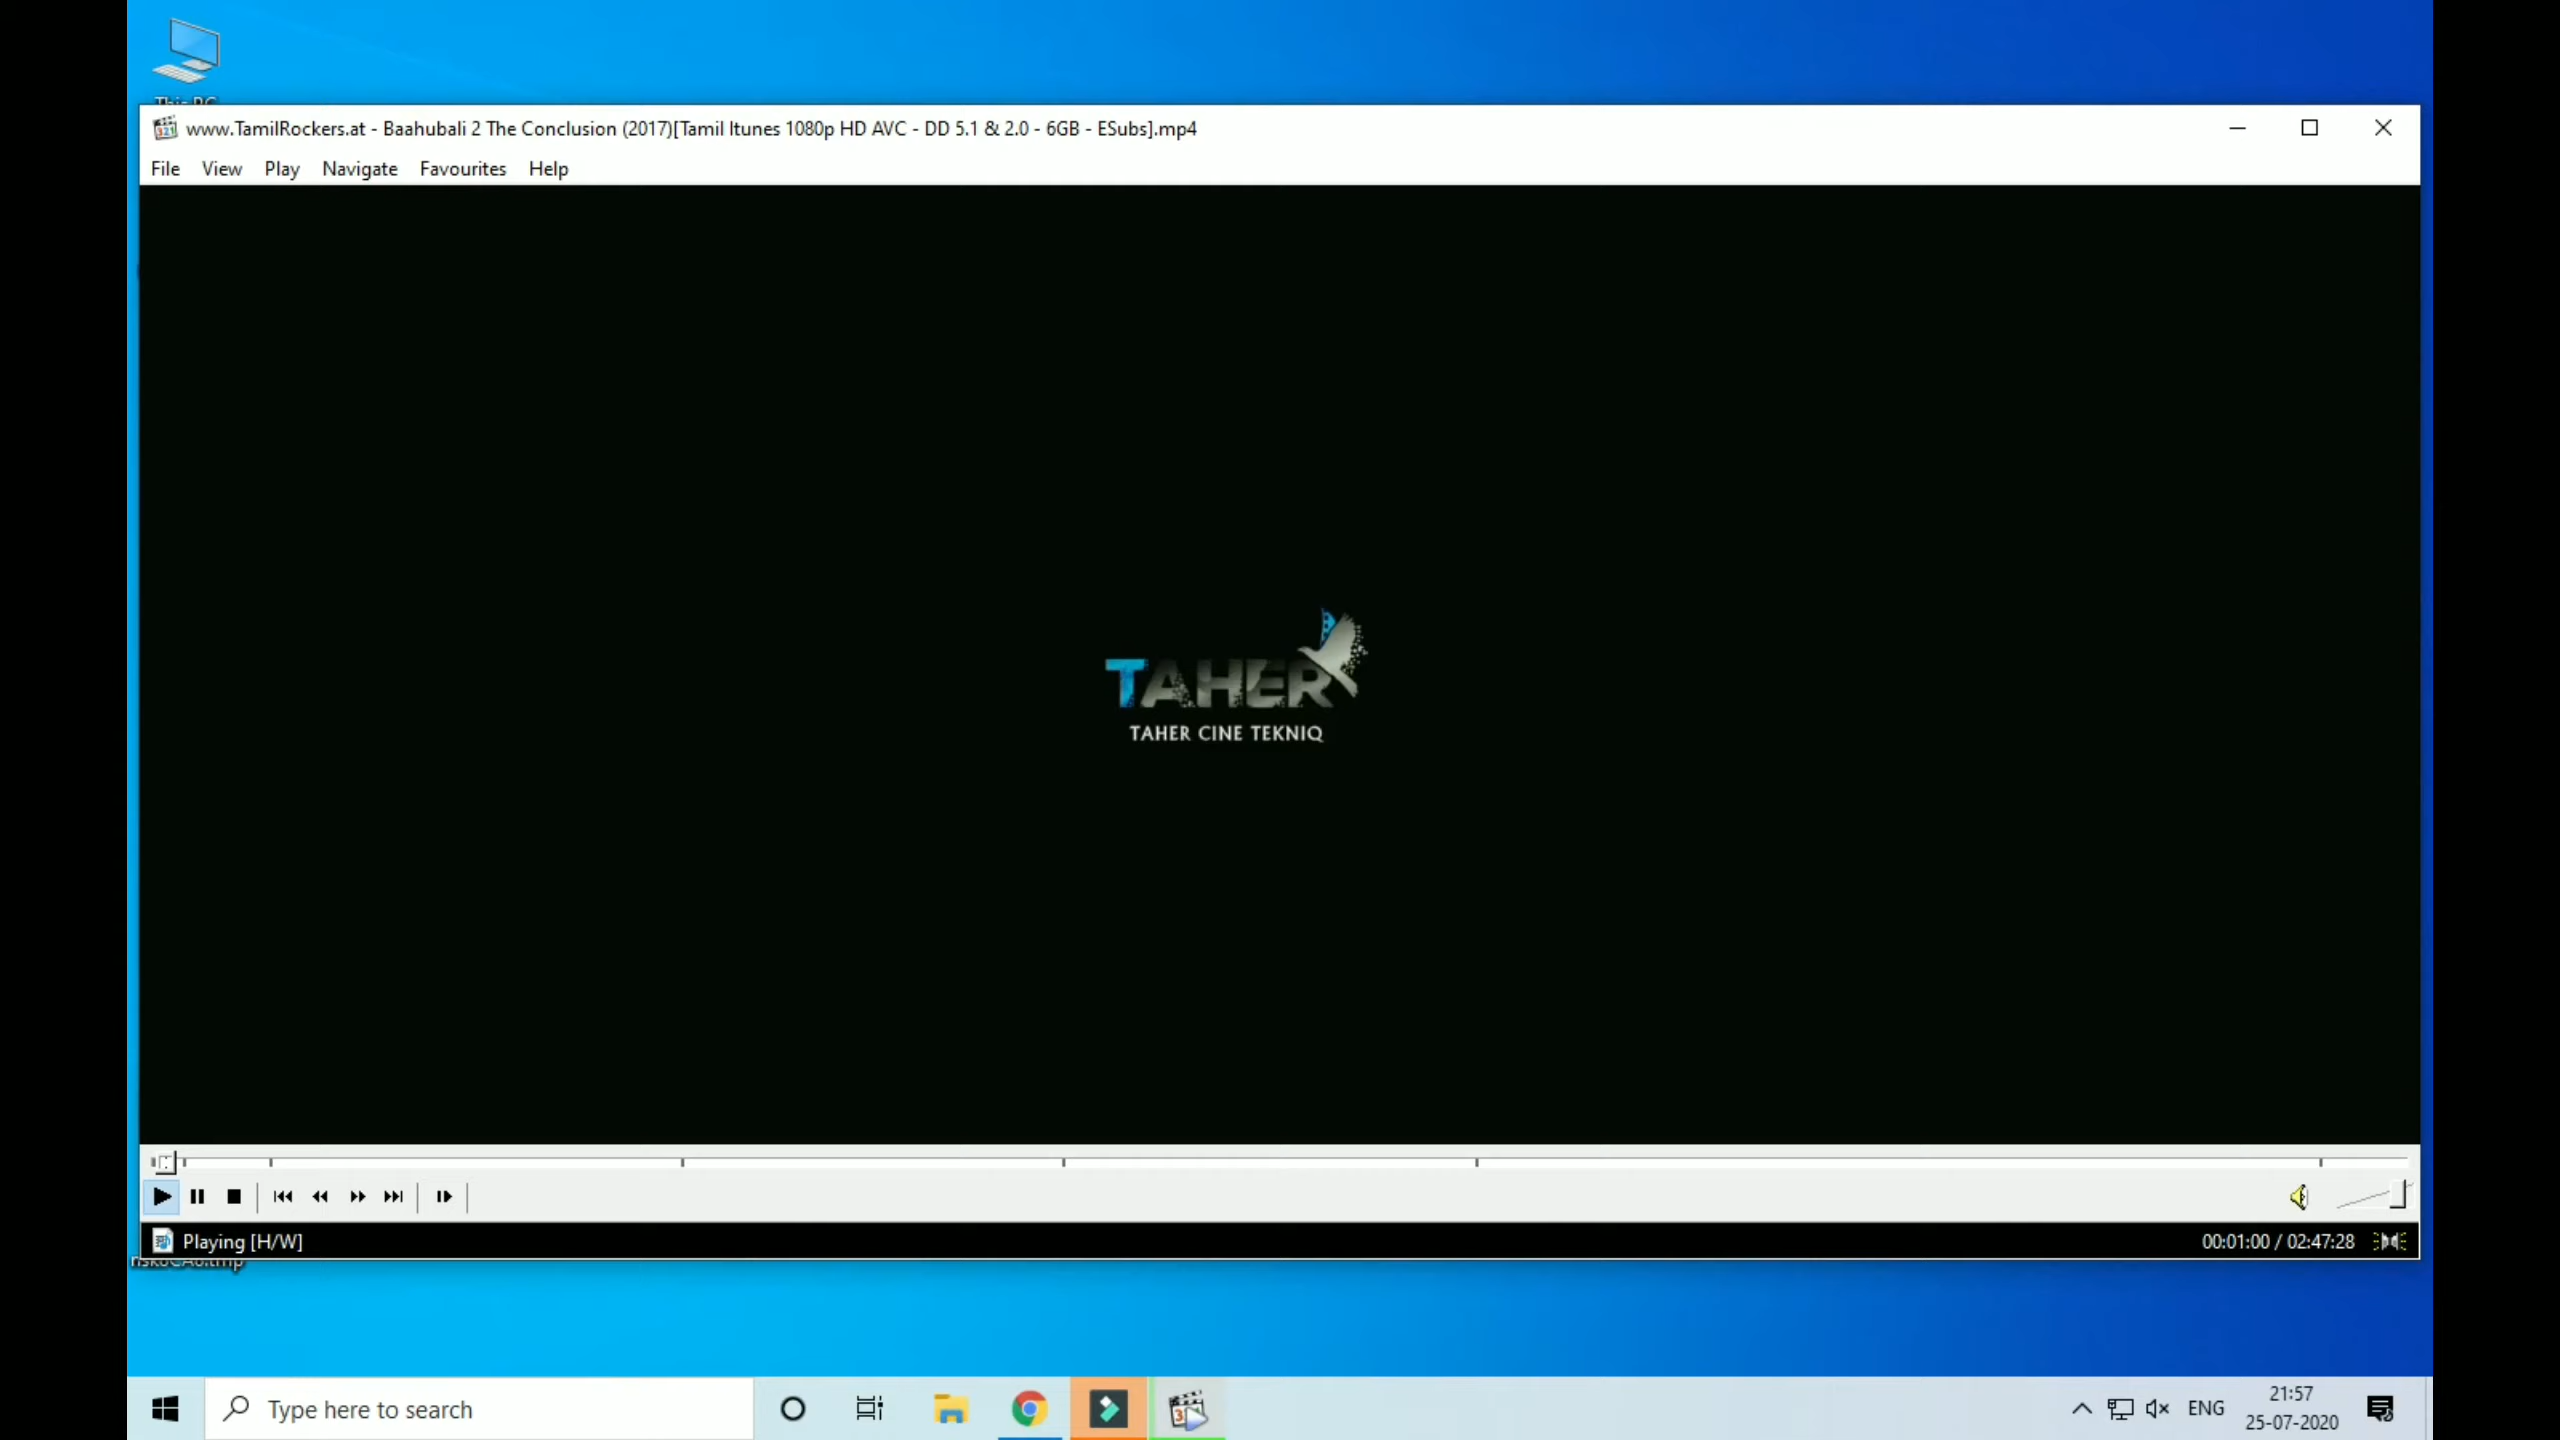 This PC
www.TamilRockers.at - Baahubali 2 The Conclusion (2017)[Tamil Itunes 1080p HD AVC - DD 5.1 & 2.0 - 6GB - ESubs].mp4
File View Play Navigate Favourites Help
TAHER
TAHER CINE TEKNIQ
Playing [H/W]
00:01:00 / 02:47:28
Type here to search
ENG
21:57
25-07-2020